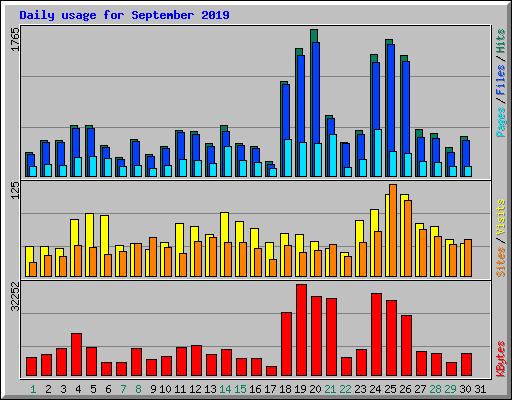 Daily usage for September 2019
1765
Pages / Files / Hits
125
Sites / Visits
32252
KBytes
1 2 3 4 5 6 7 8 9 10 11 12 13 14 15 16 17 18 19 20 21 22 23 24 25 26 27 28 29 30 31